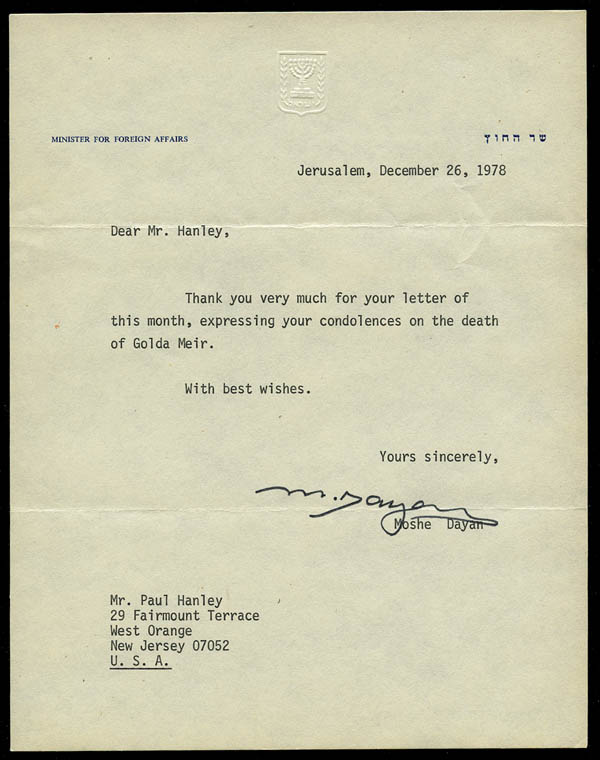 MINISTER FOR FOREIGN AFFAIRS
שר החוץ
Jerusalem, December 26, 1978
Dear Mr. Hanley,
Thank you very much for your letter of
this month, expressing your condolences on the death
of Golda Meir.
With best wishes.
Yours sincerely,
M. Dayan
Moshe Dayan
Mr. Paul Hanley
29 Fairmount Terrace
West Orange
New Jersey 07052
U. S. A.